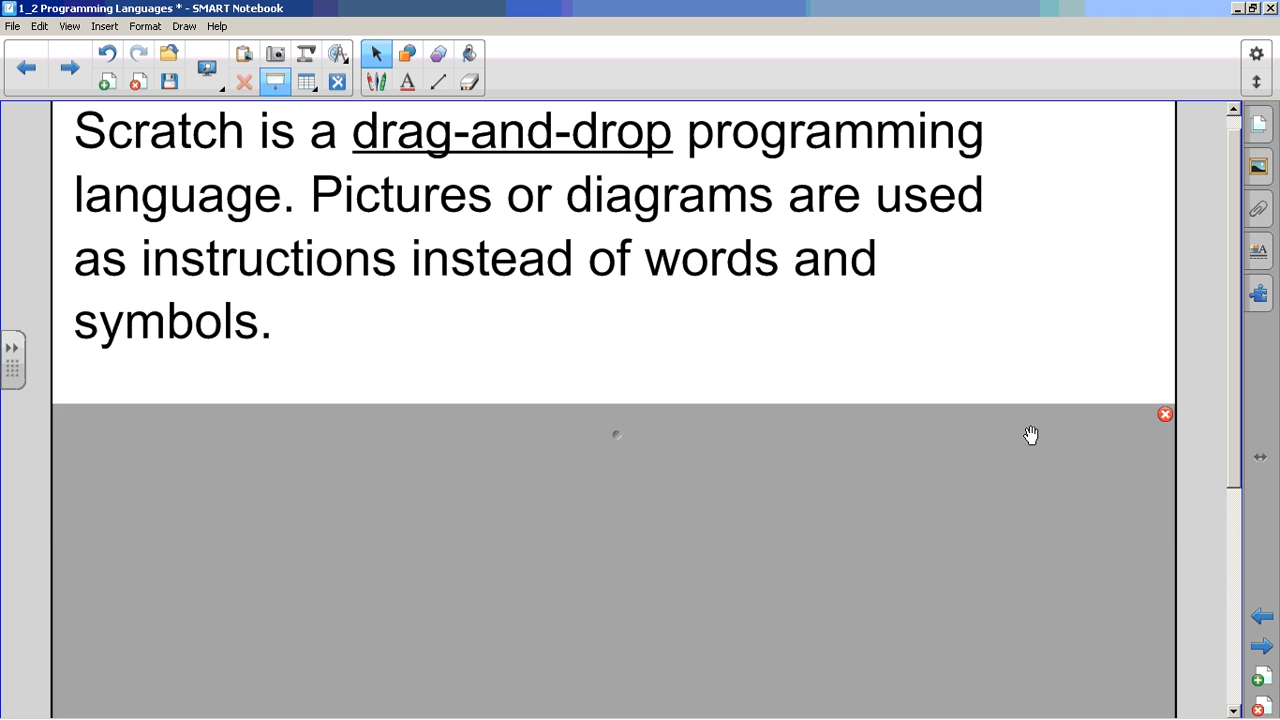 1_2 Programming Languages * - SMART Notebook
File Edit View Insert Format Draw Help
Scratch is a drag-and-drop programming
language. Pictures or diagrams are used
as instructions instead of words and
symbols.